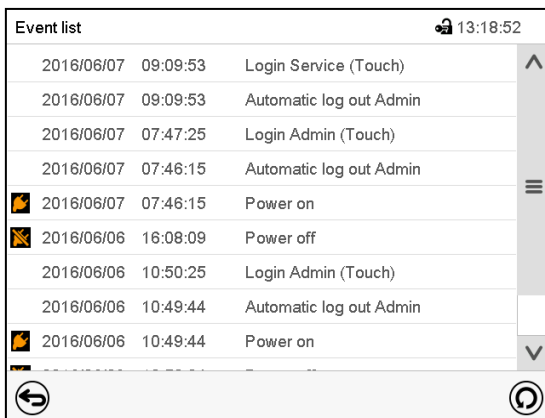 Event list 13:18:52
2016/06/07 09:09:53 Login Service (Touch)
2016/06/07 09:09:53 Automatic log out Admin
2016/06/07 07:47:25 Login Admin (Touch)
2016/06/07 07:46:15 Automatic log out Admin
2016/06/07 07:46:15 Power on
2016/06/06 16:08:09 Power off
2016/06/06 10:50:25 Login Admin (Touch)
2016/06/06 10:49:44 Automatic log out Admin
2016/06/06 10:49:44 Power on